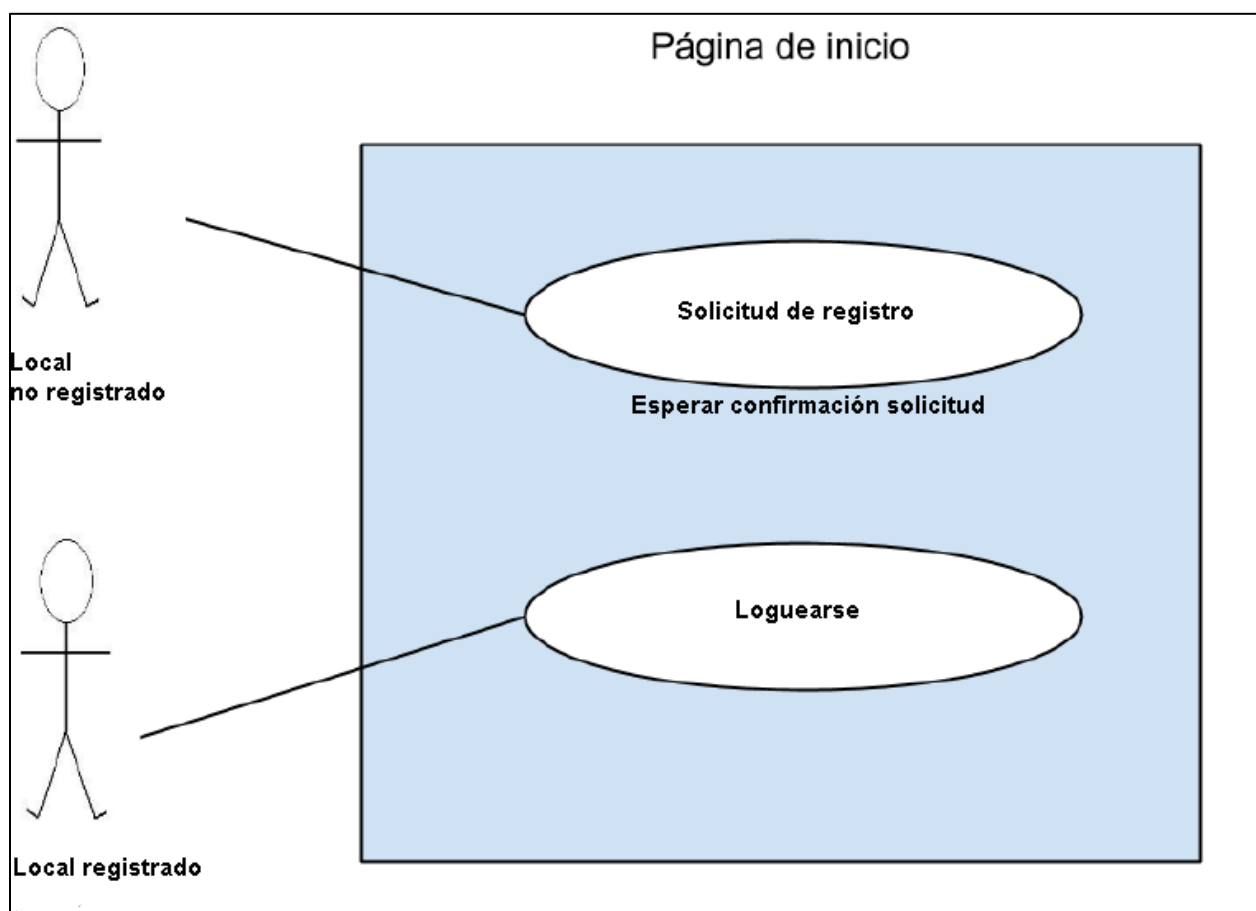 Página de inicio
Solicitud de registro
Local
no registrado
Esperar confirmación solicitud
Loguearse
Local registrado